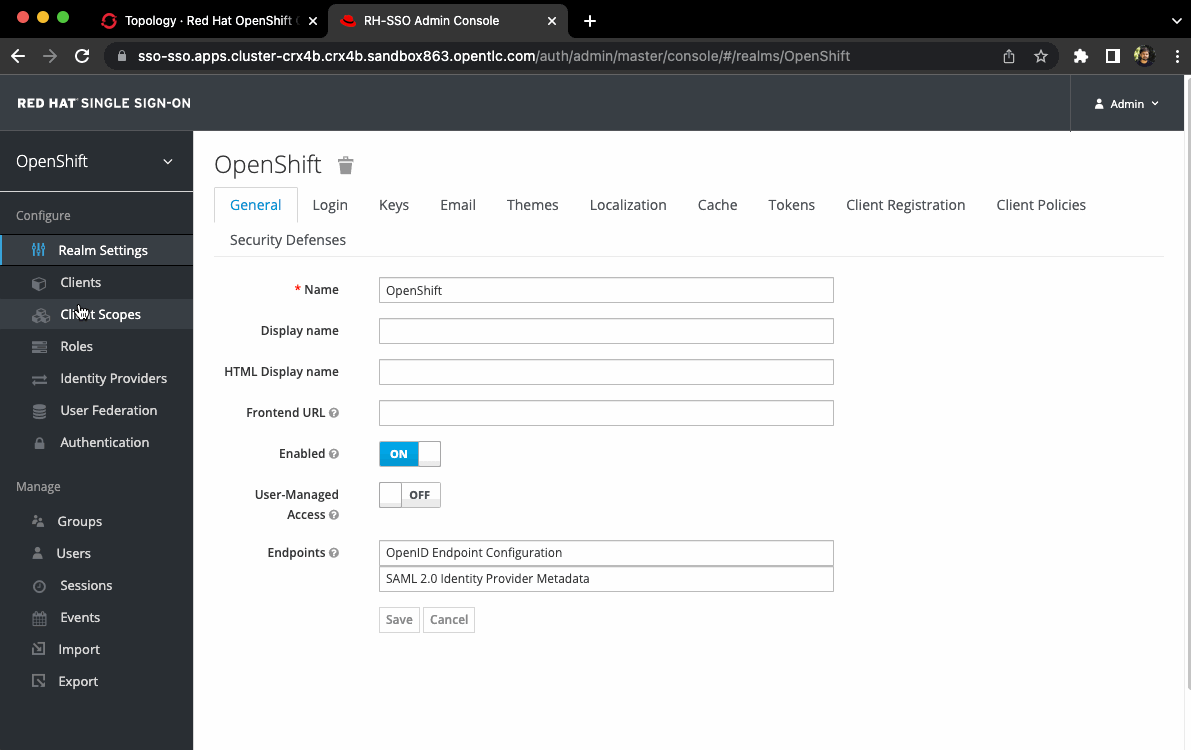 Topology · Red Hat OpenShift
RH-SSO Admin Console
sso-sso.apps.cluster-crx4b.crx4b.sandbox863.opentlc.com/auth/admin/master/console/#/realms/OpenShift
RED HAT SINGLE SIGN-ON
Admin
OpenShift
Configure
Realm Settings
Clients
Client Scopes
Roles
Identity Providers
User Federation
Authentication
Manage
Groups
Users
Sessions
Events
Import
Export
OpenShift
General Login Keys Email Themes Localization Cache Tokens Client Registration Client Policies
Security Defenses
* Name OpenShift
Display name
HTML Display name
Frontend URL
Enabled ON
User-Managed
Access OFF
Endpoints OpenID Endpoint Configuration
SAML 2.0 Identity Provider Metadata
Save Cancel